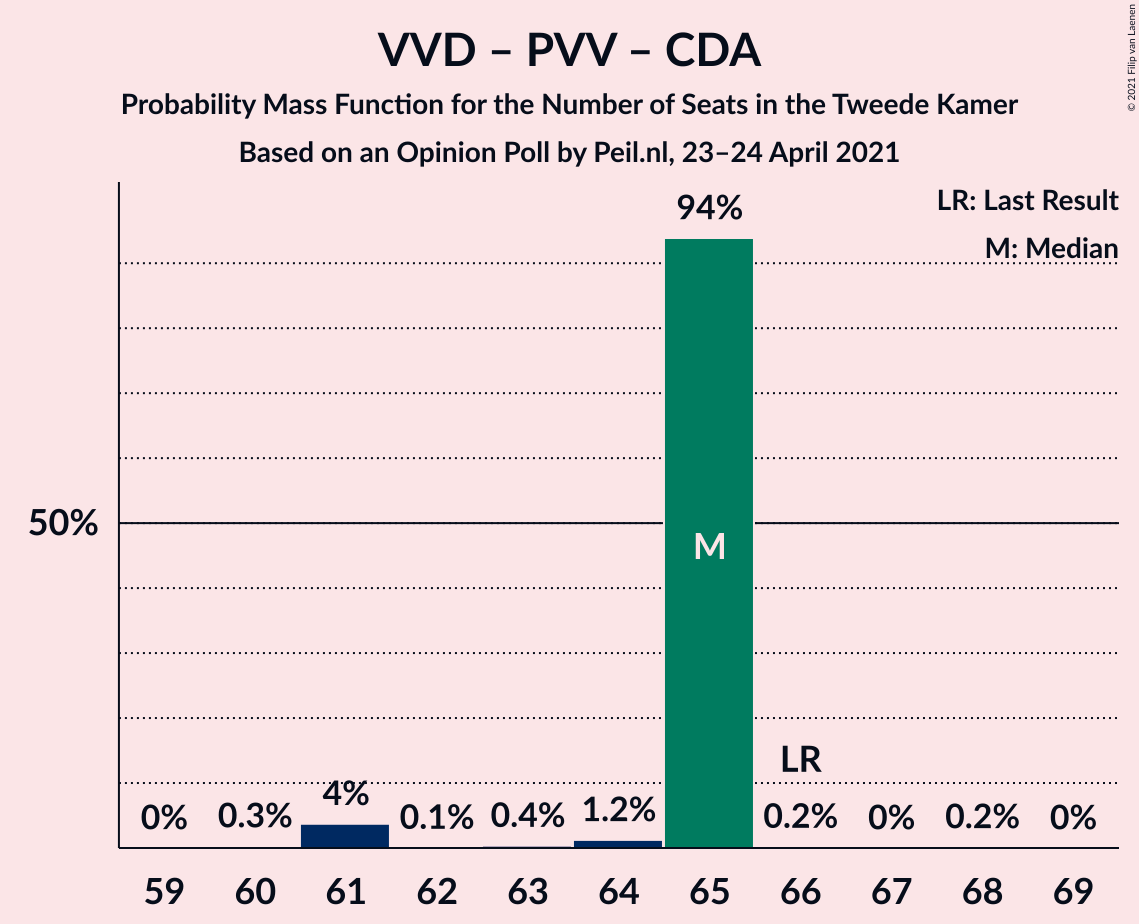 VVD – PVV – CDA
Probability Mass Function for the Number of Seats in the Tweede Kamer
Based on an Opinion Poll by Peil.nl, 23–24 April 2021
© 2021 Filip van Laenen
LR: Last Result
M: Median
94%
50%
M
LR
0% 0.3% 4% 0.1% 0.4% 1.2% 0.2% 0% 0.2% 0%
59 60 61 62 63 64 65 66 67 68 69